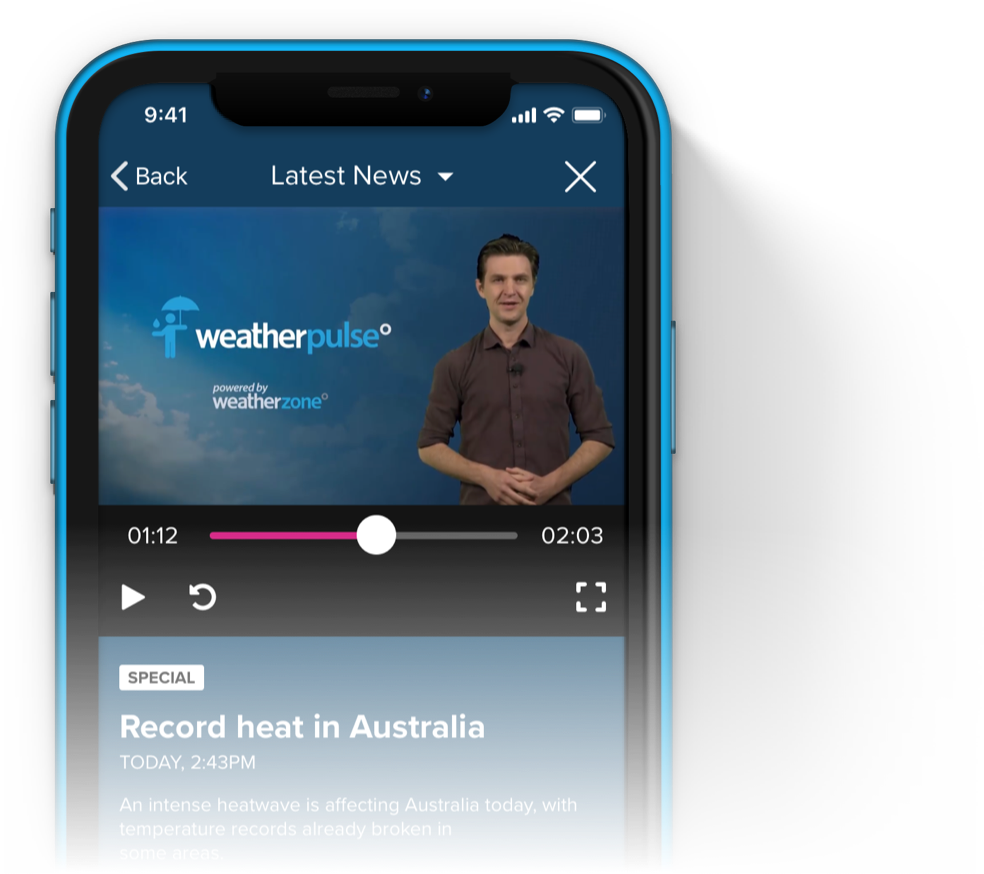 9:41
Back
Latest News
weatherpulse°
powered by
weatherzone°
01:12
02:03
SPECIAL
Record heat in Australia
TODAY, 2:43PM
An intense heatwave is affecting Australia today, with
temperature records already broken in
some areas.